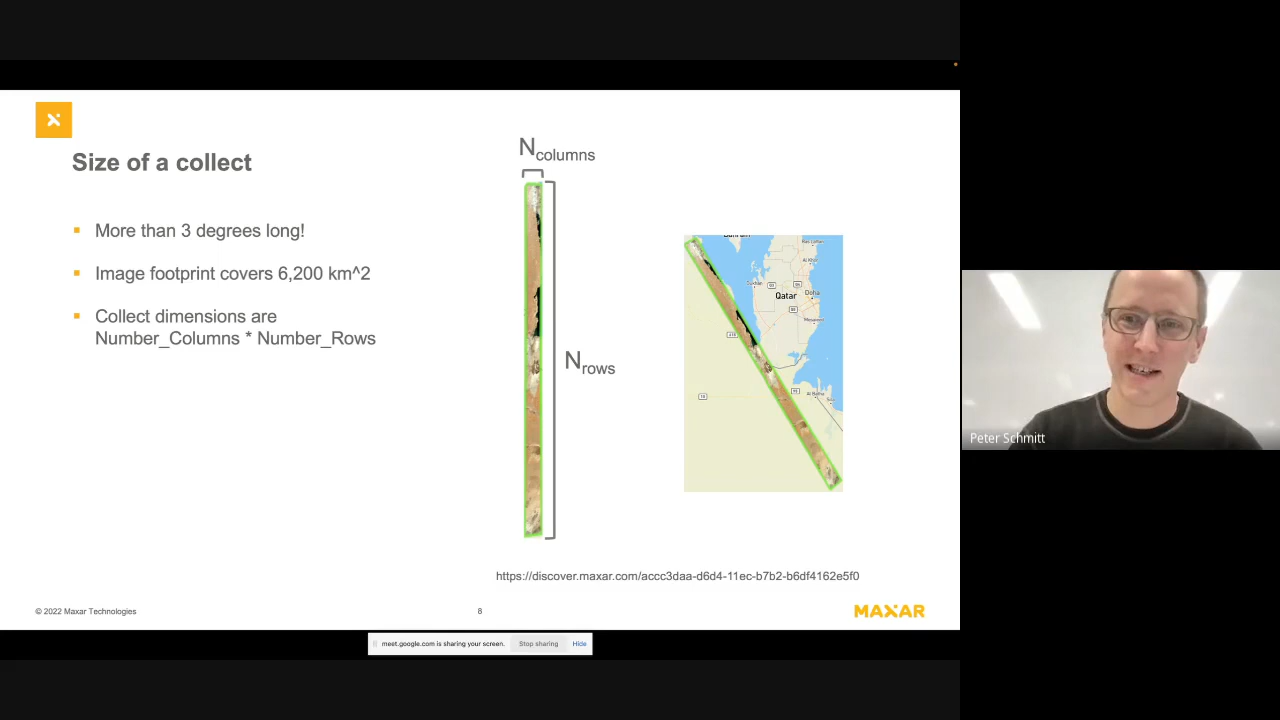 Size of a collect
More than 3 degrees long!
Image footprint covers 6,200 km^2
Collect dimensions are
Number_Columns * Number_Rows
Ncolumns
Nrows
Qatar
Doha
https://discover.maxar.com/accc3daa-d6d4-11ec-b7b2-b6df4162e5f0
© 2022 Maxar Technologies
8
MAXAR
meet.google.com is sharing your screen.
Stop sharing
Hide
Peter Schmitt